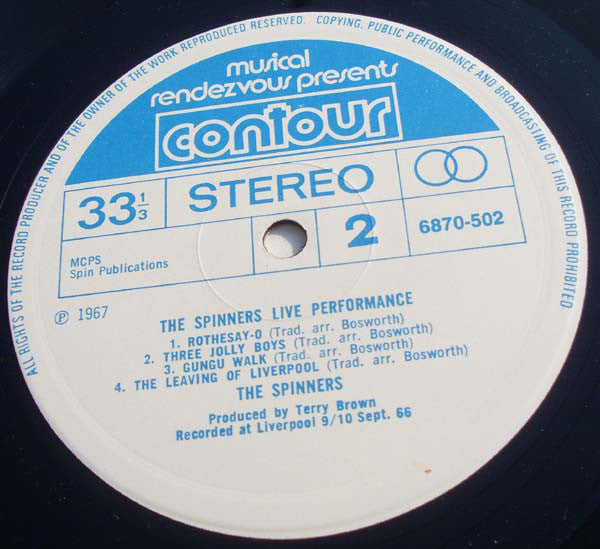 ALL RIGHTS OF THE RECORD PRODUCER AND OF THE OWNER OF THE WORK REPRODUCED RESERVED. COPYING, PUBLIC PERFORMANCE AND BROADCASTING OF THIS RECORD PROHIBITED
musical
rendezvous presents
contour
33 1/3 STEREO
MCPS
Spin Publications
2
6870-502
Ⓟ 1967
THE SPINNERS LIVE PERFORMANCE
1. ROTHESAY-O (Trad. arr. Bosworth)
2. THREE JOLLY BOYS (Trad. arr. Bosworth)
3. GUNGU WALK (Trad. arr. Bosworth)
4. THE LEAVING OF LIVERPOOL (Trad. arr. Bosworth)
THE SPINNERS
Produced by Terry Brown
Recorded at Liverpool 9/10 Sept. 66